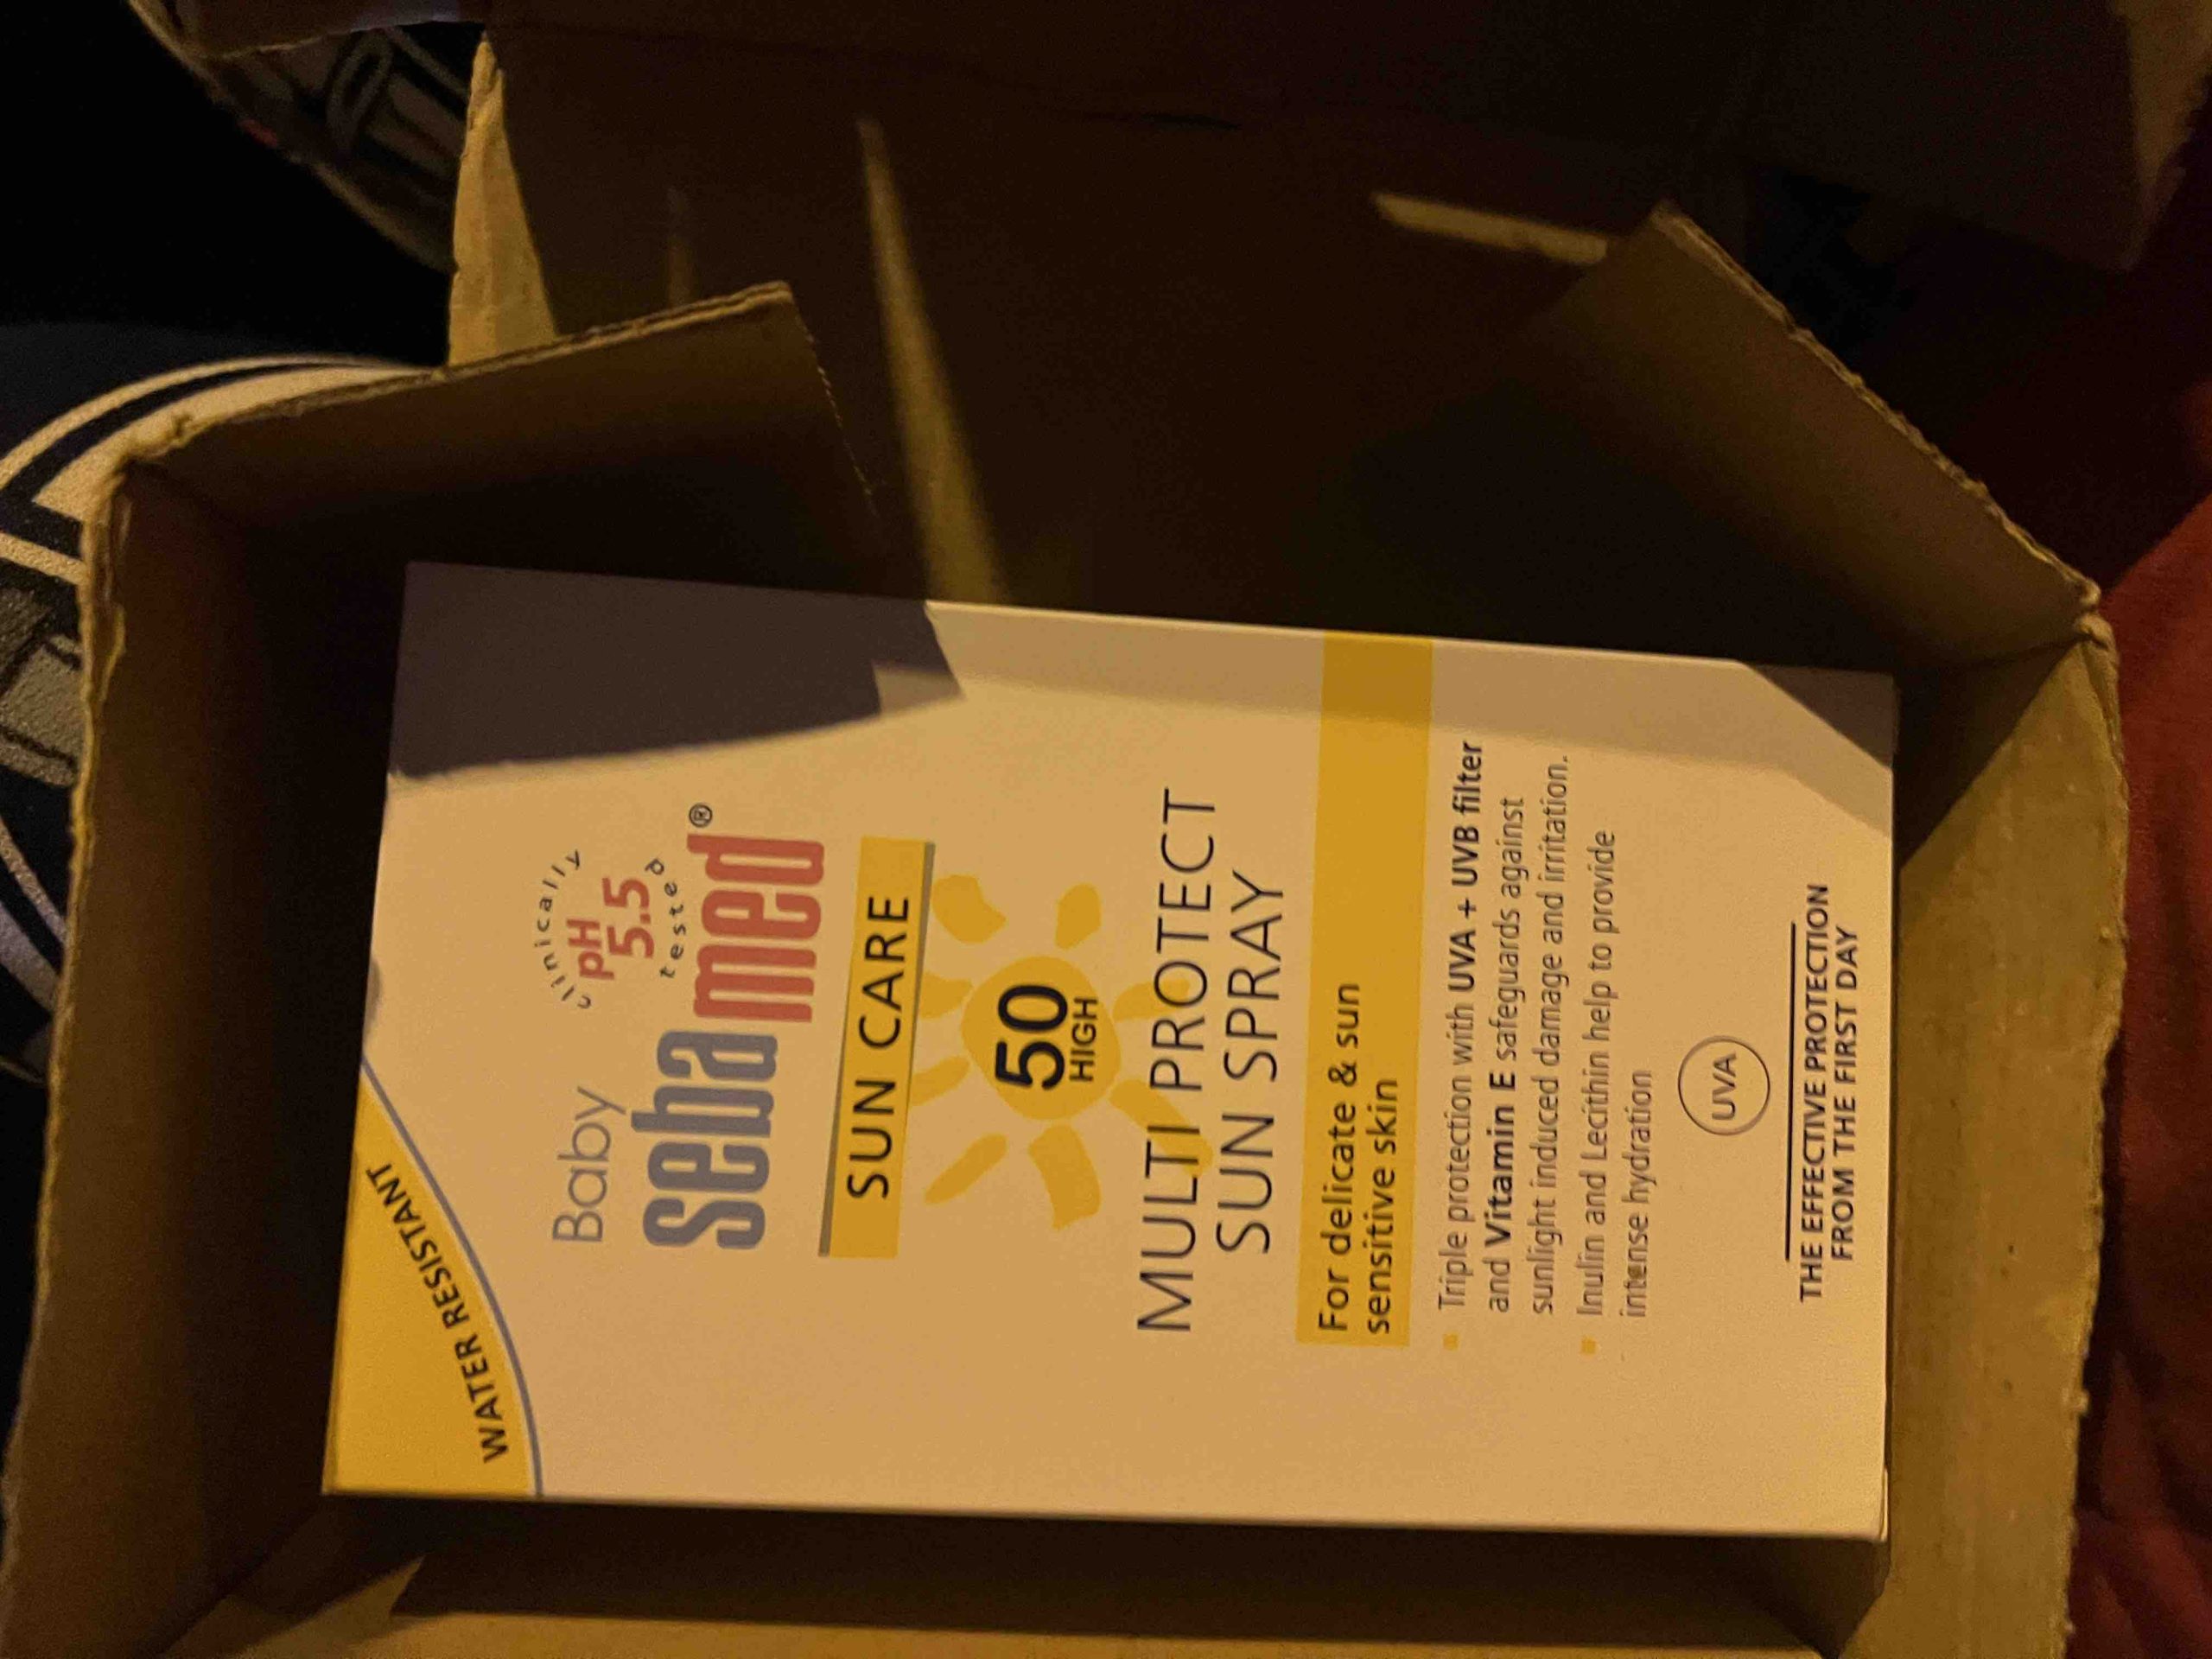 WATER RESISTANT
Baby
clinically
pH
5.5
tested
sebamed®
SUN CARE
50
HIGH
MULTI PROTECT
SUN SPRAY
For delicate & sun
sensitive skin
Triple protection with UVA + UVB filter
and Vitamin E safeguards against
sunlight induced damage and irritation.
Inulin and Lecithin help to provide
intense hydration
UVA
THE EFFECTIVE PROTECTION
FROM THE FIRST DAY